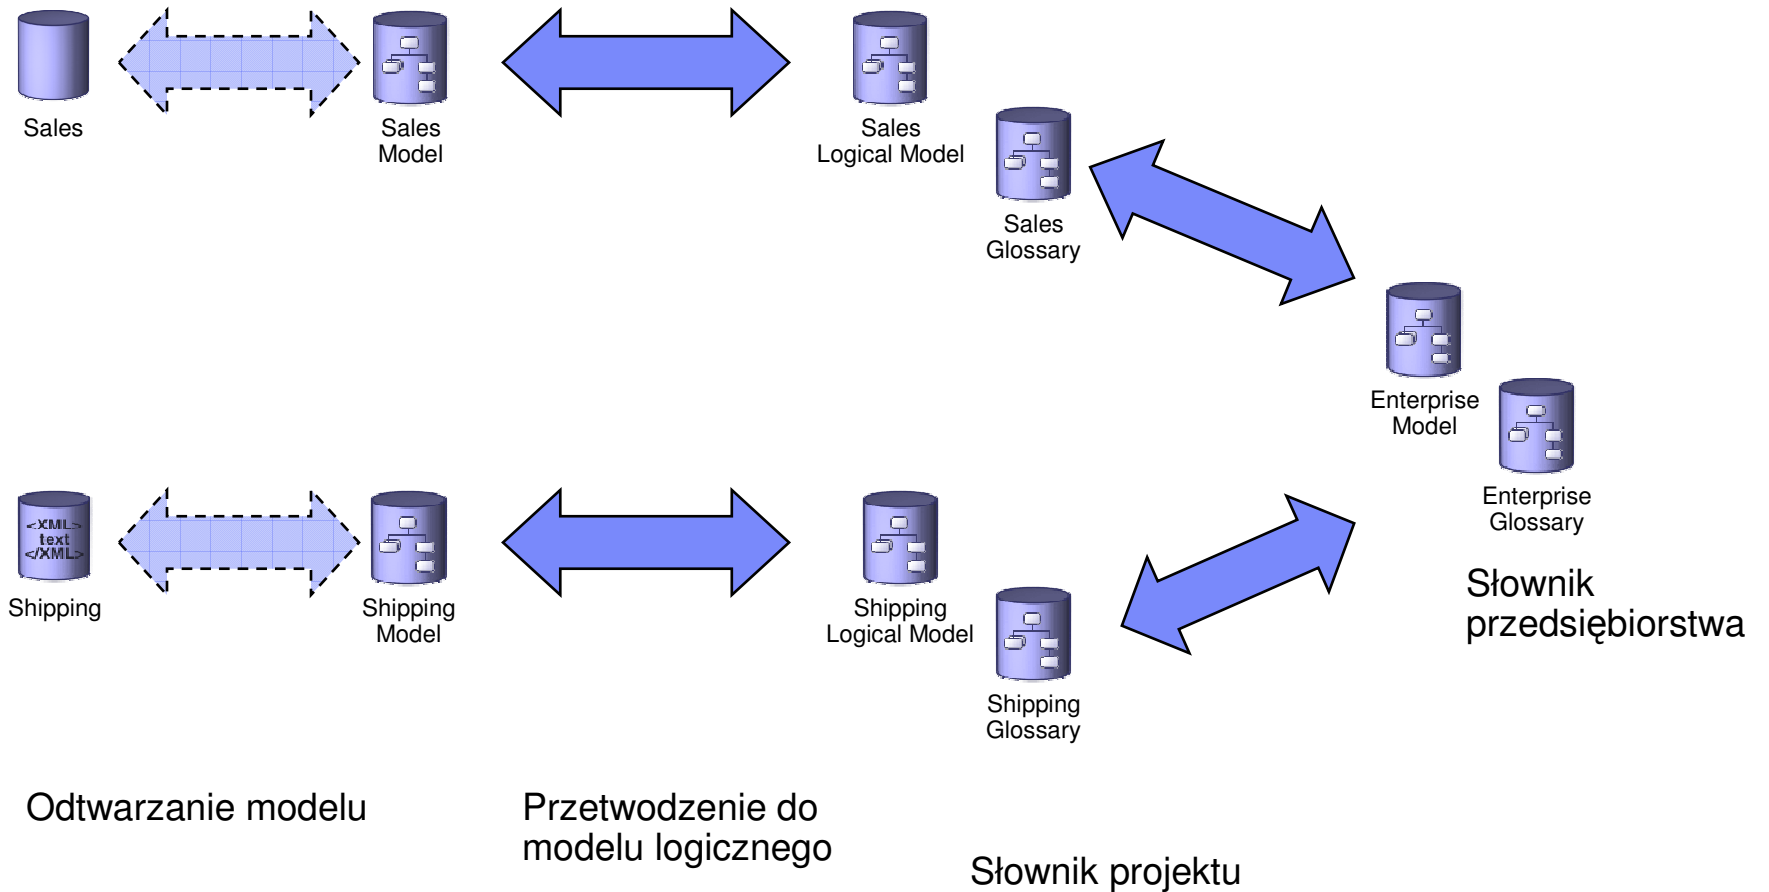 Sales
Sales
Model
Sales
Logical Model
Sales
Glossary
Enterprise
Model
Enterprise
Glossary
Słownik
przedsiębiorstwa
<XML>
text
</XML>
Shipping
Shipping
Model
Shipping
Logical Model
Shipping
Glossary
Odtwarzanie modelu
Przetwodzenie do
modelu logicznego
Słownik projektu